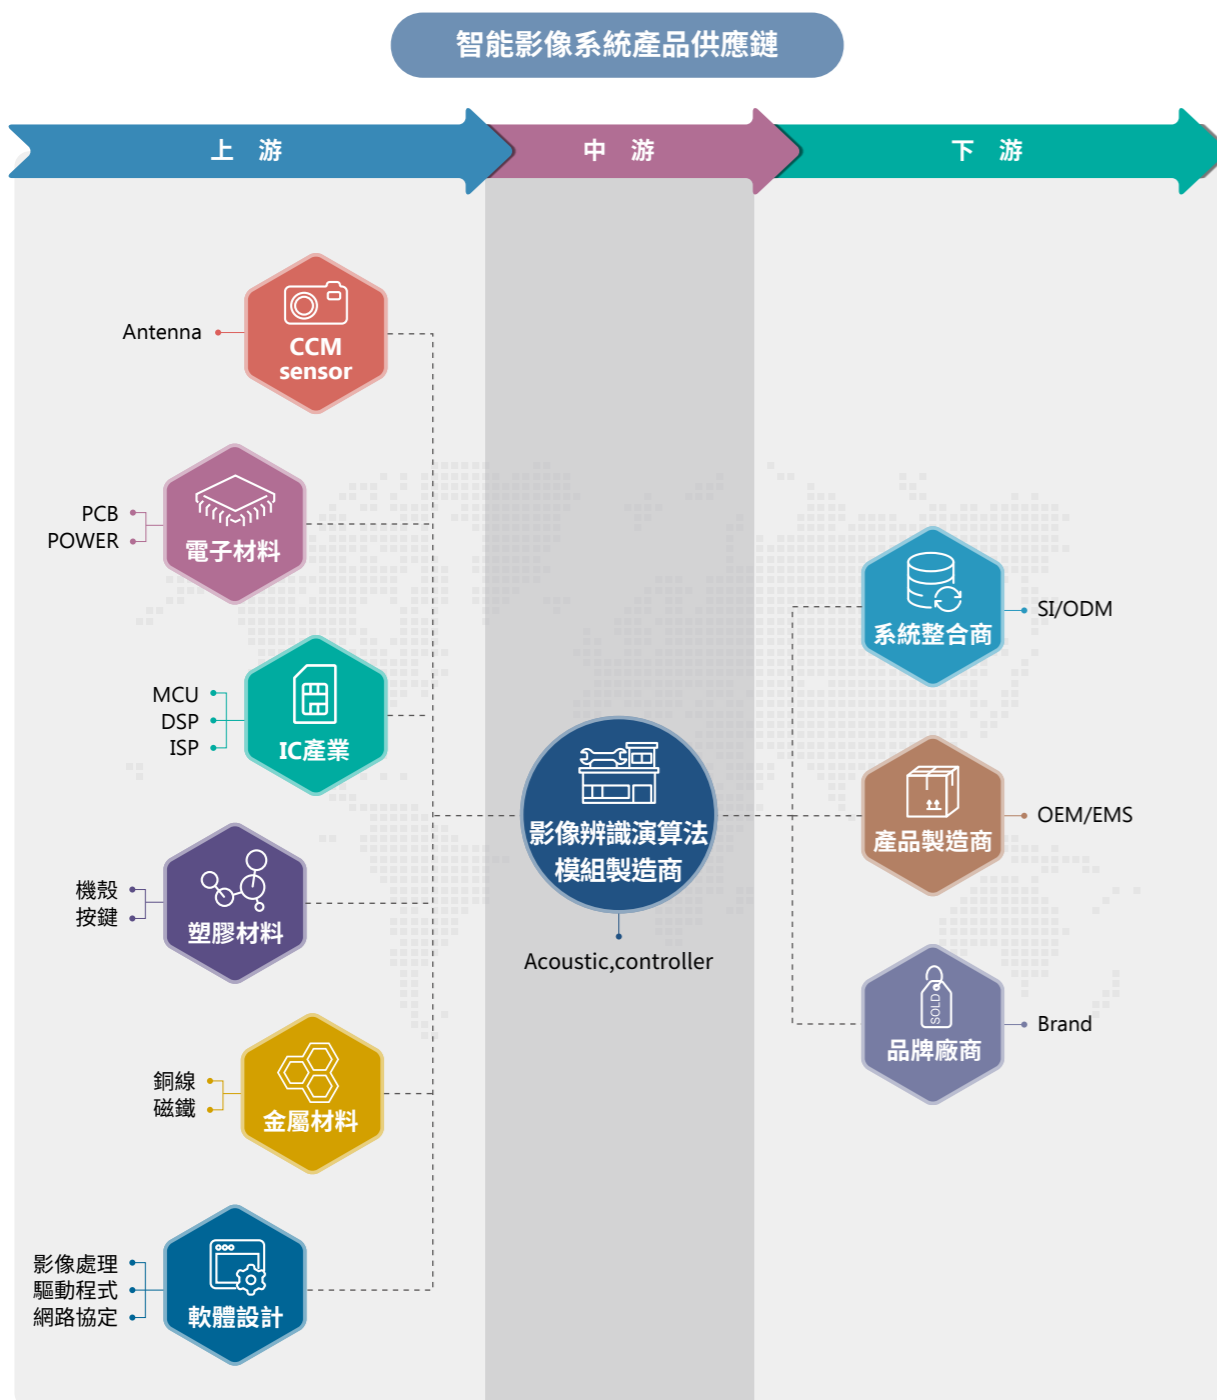 智能影像系統產品供應鏈
上 游
中 游
下 游
Antenna
CCM
sensor
PCB
POWER
電子材料
MCU
DSP
ISP
IC產業
機殼
按鍵
塑膠材料
銅線
磁鐵
金屬材料
影像處理
驅動程式
網路協定
軟體設計
影像辨識演算法
模組製造商
Acoustic,controller
系統整合商
SI/ODM
產品製造商
OEM/EMS
SOLD
品牌廠商
Brand